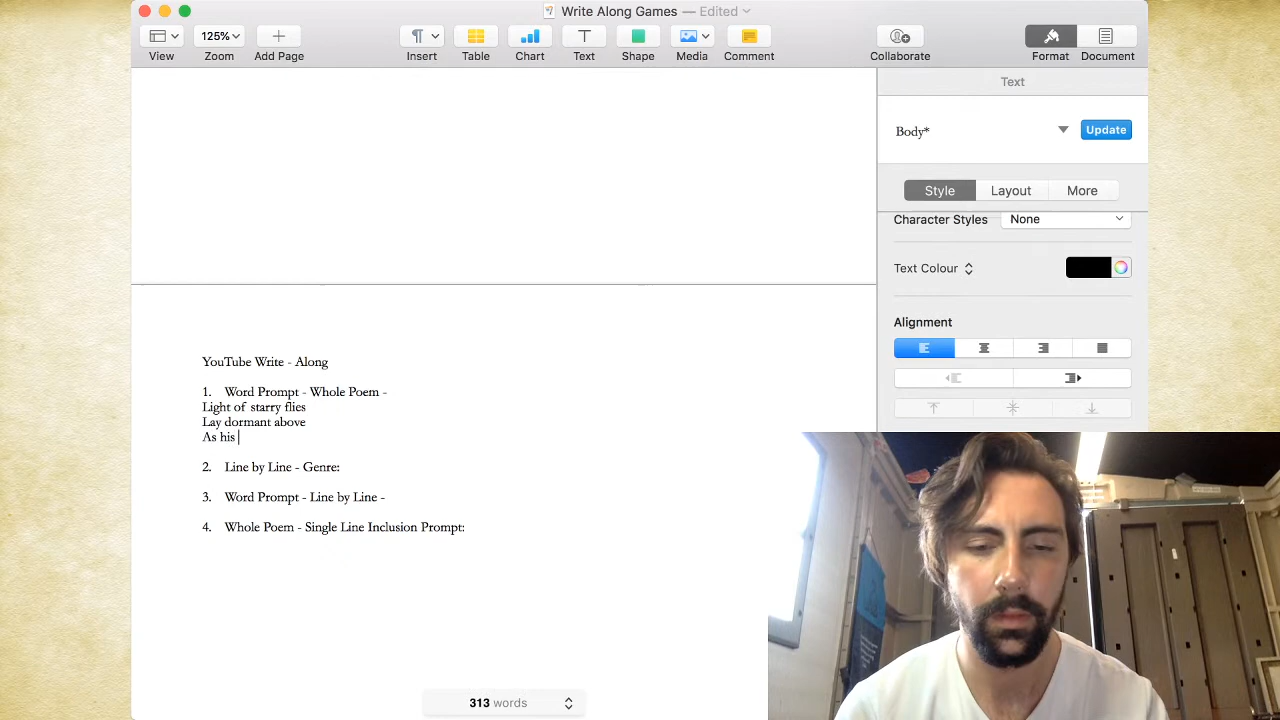 Write Along Games — Edited
View
125%
Zoom
Add Page
Insert
Table
Chart
Text
Shape
Media
Comment
Collaborate
Format
Document
Text
Body*
Update
Style
Layout
More
Character Styles
None
Text Colour
Alignment
YouTube Write - Along
1. Word Prompt - Whole Poem -
Light of starry flies
Lay dormant above
As his
2. Line by Line - Genre:
3. Word Prompt - Line by Line -
4. Whole Poem - Single Line Inclusion Prompt:
313 words